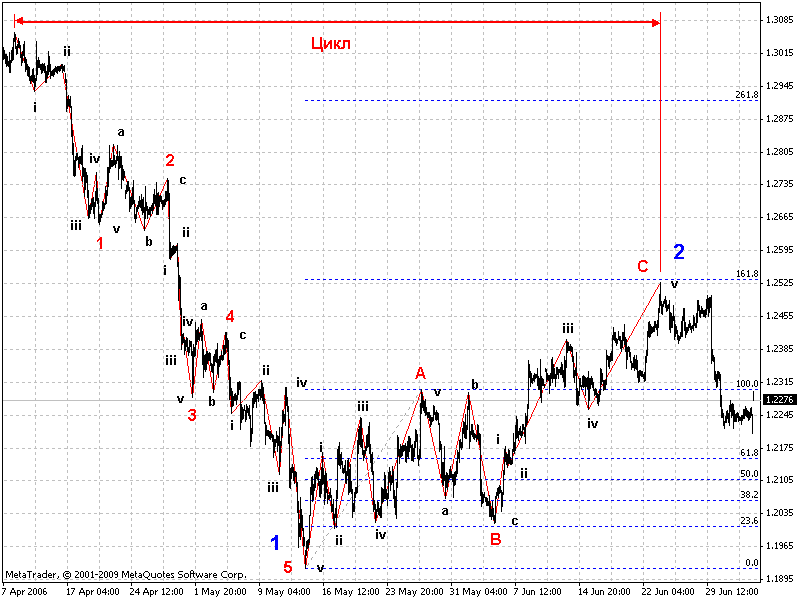 1.3085
Цикл
1.3015
ii
1.2945
261.8
i
1.2875
a
iv
2
1.2805
c
1.2735
iii
v
1.2665
1
b
ii
1.2595
2
i
C
161.8
v
1.2525
a
4
iv
c
iii
1.2455
iii
1.2385
ii
A
iv
b
100.0
1.2315
v
b
v
1.2276
3
i
iii
iv
1.2245
i
i
1.2175
61.8
iii
ii
50.0
1.2105
38.2
a
c
23.6
1.2035
1
ii
iv
B
1.1965
5
v
0.0
MetaTrader, © 2001-2009 MetaQuotes Software Corp.
1.1895
7 Apr 2006
17 Apr 04:00
24 Apr 12:00
1 May 20:00
9 May 04:00
16 May 12:00
23 May 20:00
31 May 04:00
7 Jun 12:00
14 Jun 20:00
22 Jun 04:00
29 Jun 12:00